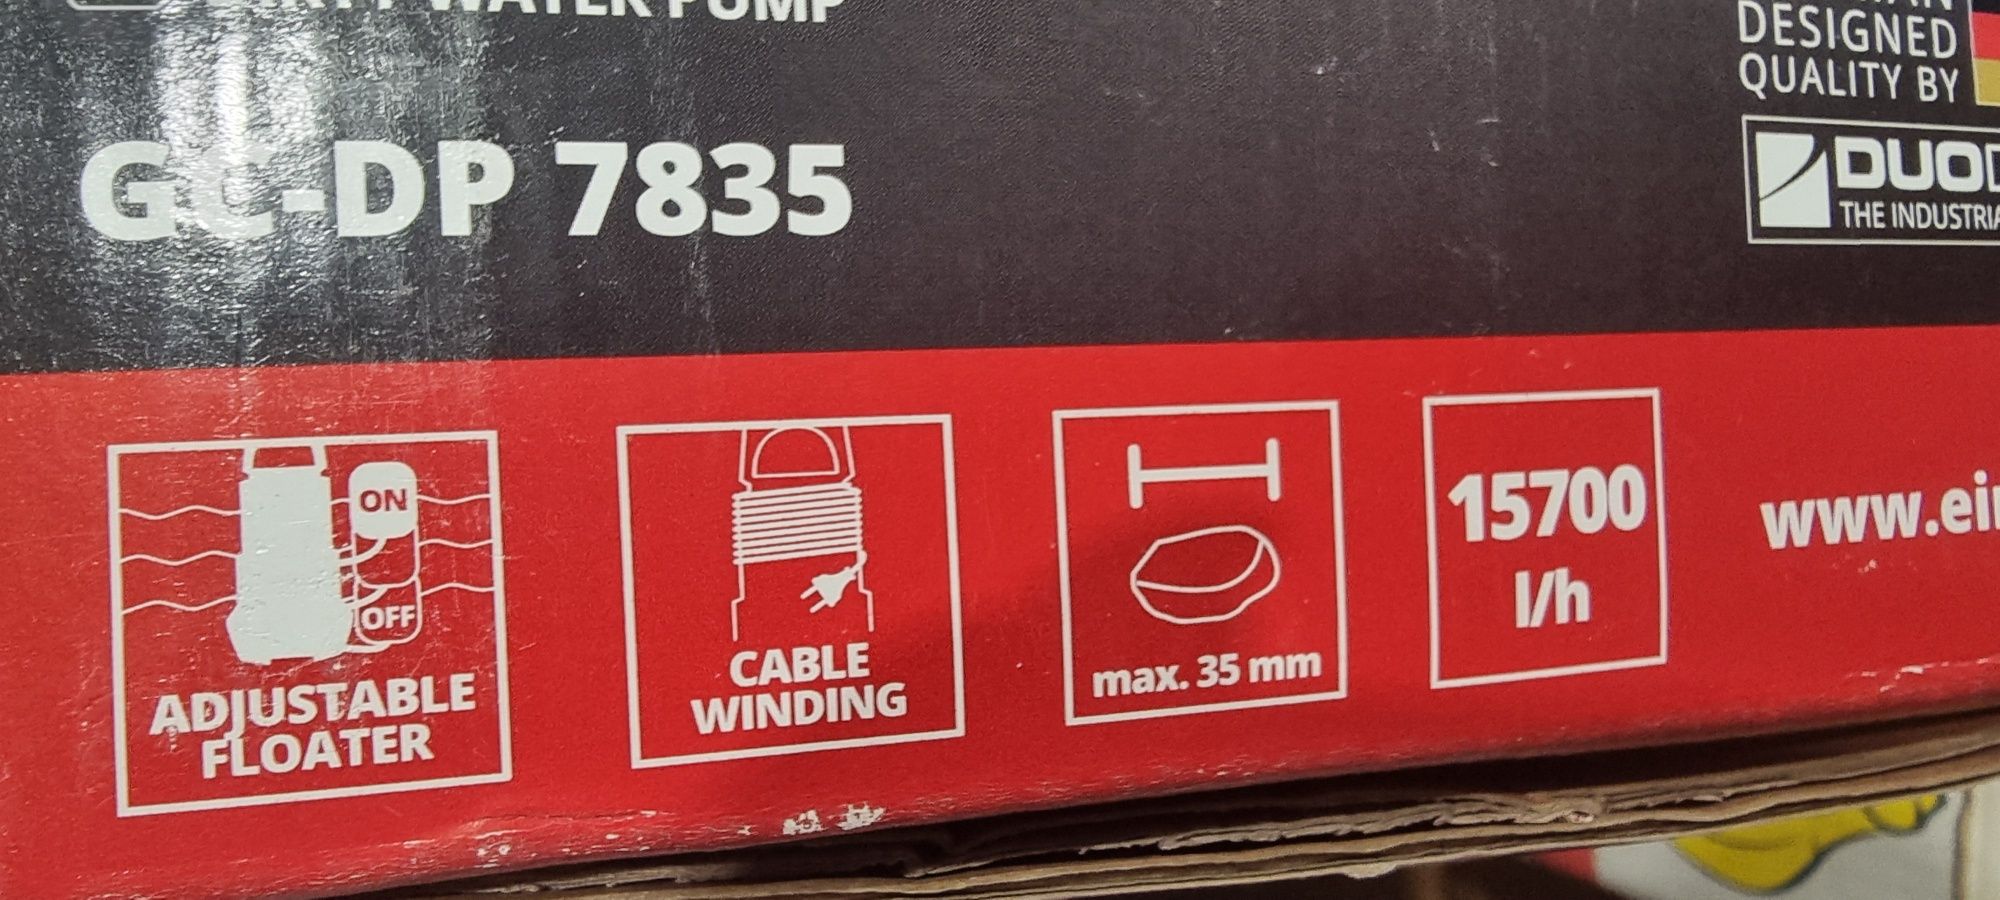 WATER PUMP
GC-DP 7835
DESIGNED
QUALITY BY
THE INDUSTRIA
ON
OFF
ADJUSTABLE
FLOATER
CABLE
WINDING
max. 35 mm
15700
l/h
www.ei